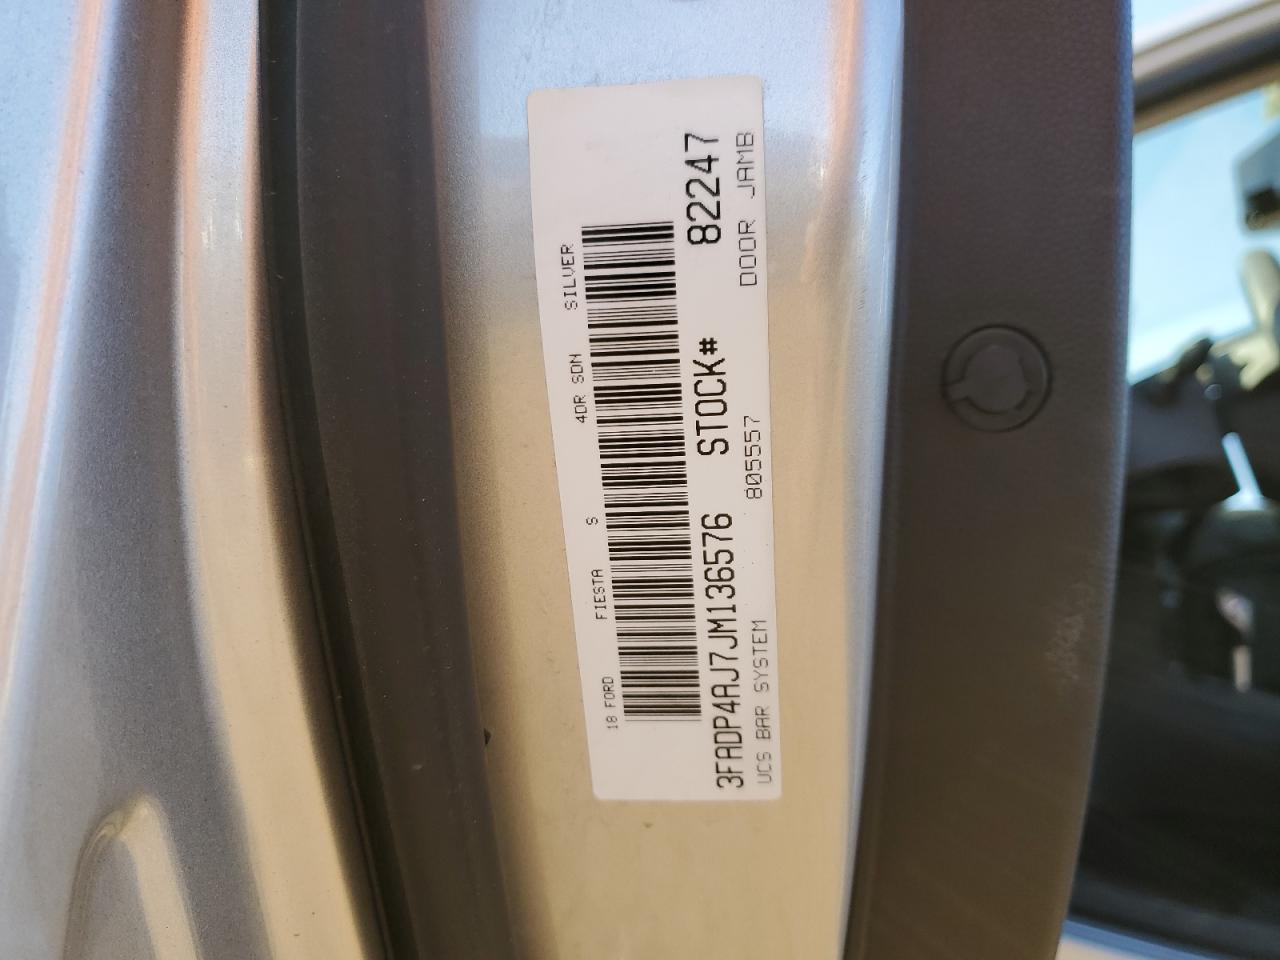 18 FORD FIESTA S 4DR SDN SILVER
3FADP4AJ7JM136576 STOCK# 82247
UCS BAR SYSTEM 805557 DOOR JAMB